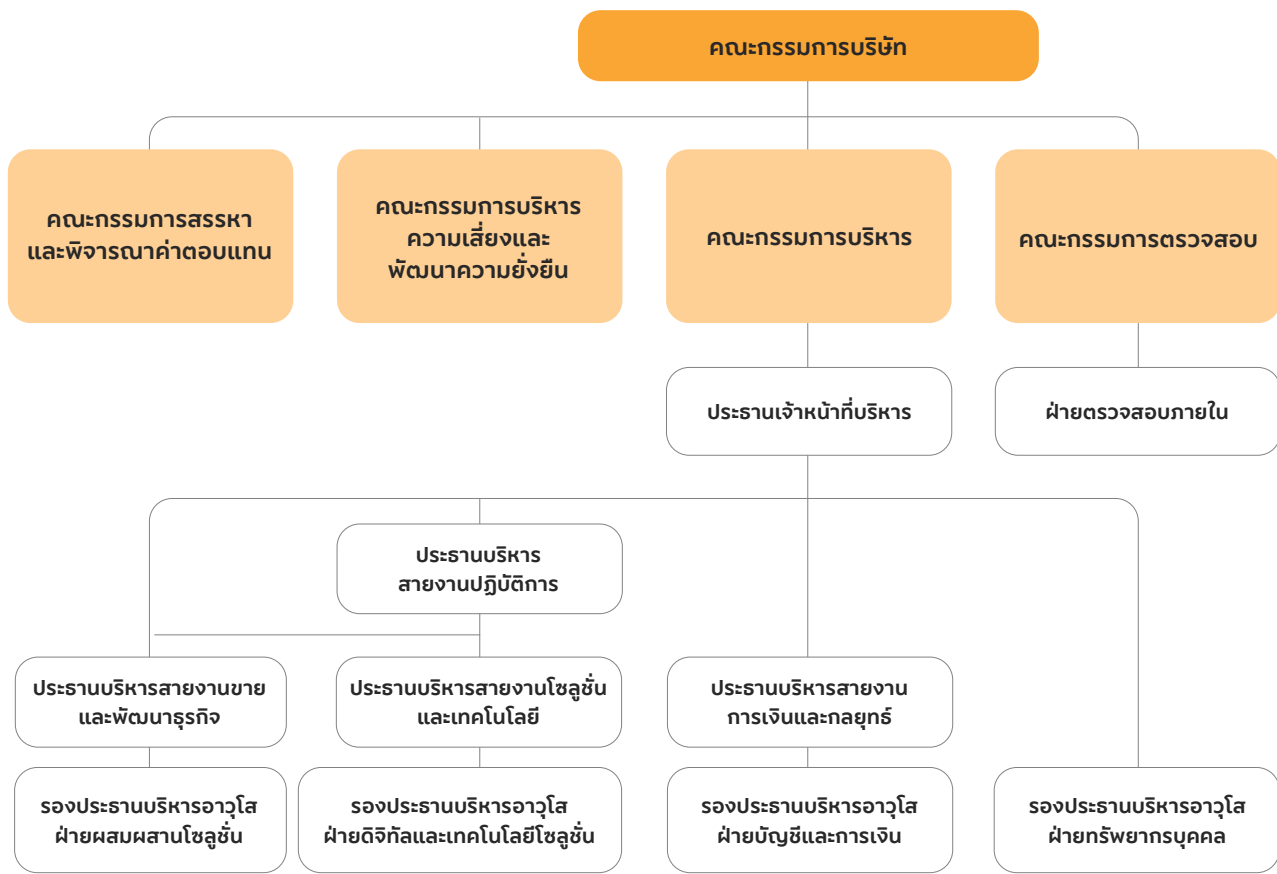 คณะกรรมการบริษัท
คณะกรรมการสรรหา
และพิจารณาค่าตอบแทน
คณะกรรมการบริหาร
ความเสี่ยงและ
พัฒนาความยั่งยืน
คณะกรรมการบริหาร
คณะกรรมการตรวจสอบ
ประธานเจ้าหน้าที่บริหาร
ฝ่ายตรวจสอบภายใน
ประธานบริหาร
สายงานปฏิบัติการ
ประธานบริหารสายงานขาย
และพัฒนาธุรกิจ
ประธานบริหารสายงานโซลูชั่น
และเทคโนโลยี
ประธานบริหารสายงาน
การเงินและกลยุทธ์
รองประธานบริหารอาวุโส
ฝ่ายผสมผสานโซลูชั่น
รองประธานบริหารอาวุโส
ฝ่ายดิจิทัลและเทคโนโลยีโซลูชั่น
รองประธานบริหารอาวุโส
ฝ่ายบัญชีและการเงิน
รองประธานบริหารอาวุโส
ฝ่ายทรัพยากรบุคคล